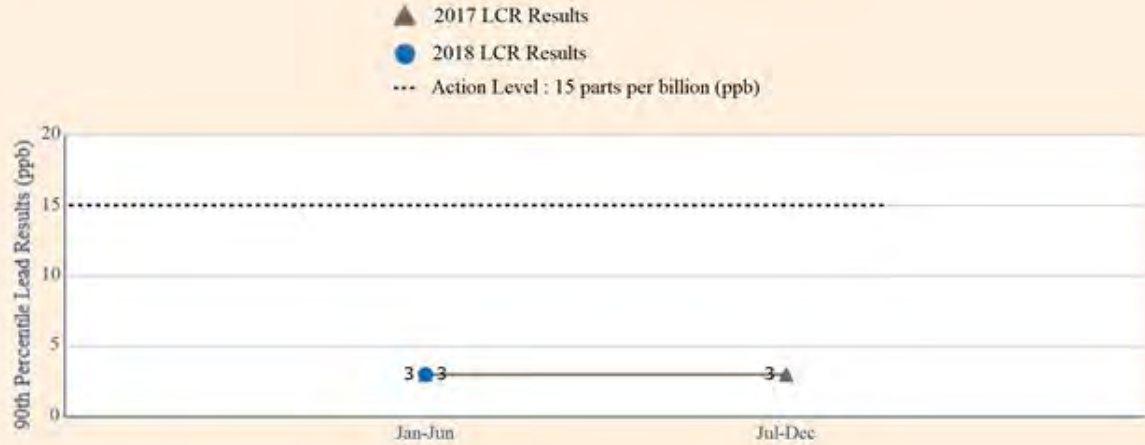 2017 LCR Results
2018 LCR Results
Action Level : 15 parts per billion (ppb)
90th Percentile Lead Results (ppb)
20
15
10
5
0
3 3
3
Jan-Jun
Jul-Dec